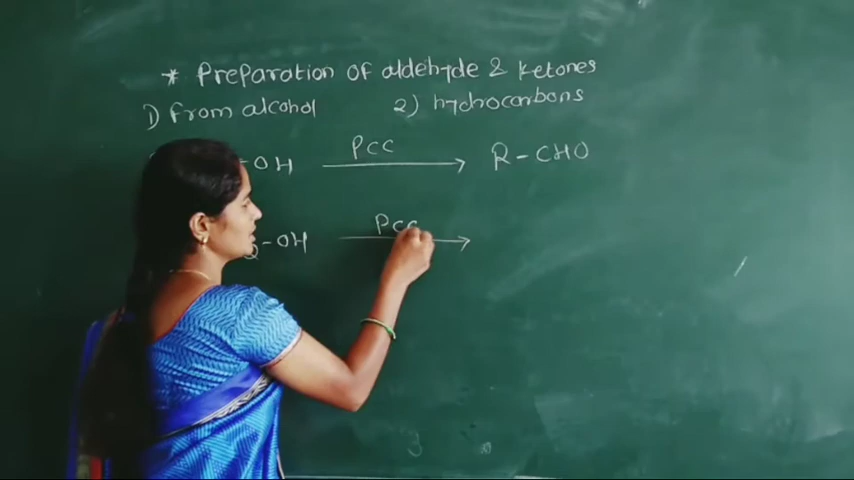 * Preparation of aldehyde & Ketones
1) from alcohol 2) hydrocarbons
-OH PCC R-CHO
-OH PCC